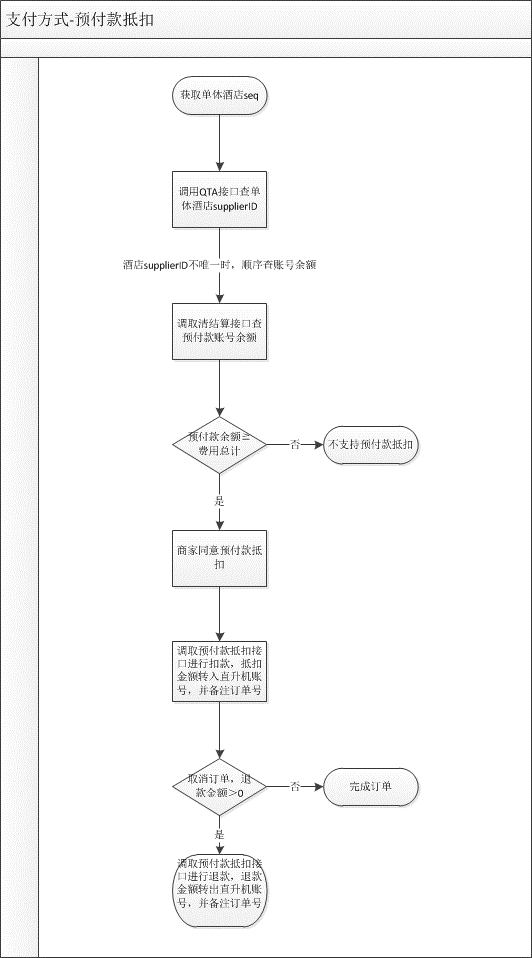 支付方式-预付款抵扣
获取单体酒店seq
调用QTA接口查单
体酒店supplierID
酒店supplierID不唯一时，顺序查账号余额
调取清结算接口查
预付款账号余额
预付款余额≥
费用总计
否
不支持预付款抵扣
是
商家同意预付款抵
扣
调取预付款抵扣接
口进行扣款，抵扣
金额转入直升机账
号，并备注订单号
取消订单，退
款金额＞0
否
完成订单
是
调取预付款抵扣接
口进行退款，退款
金额转出直升机账
号，并备注订单号